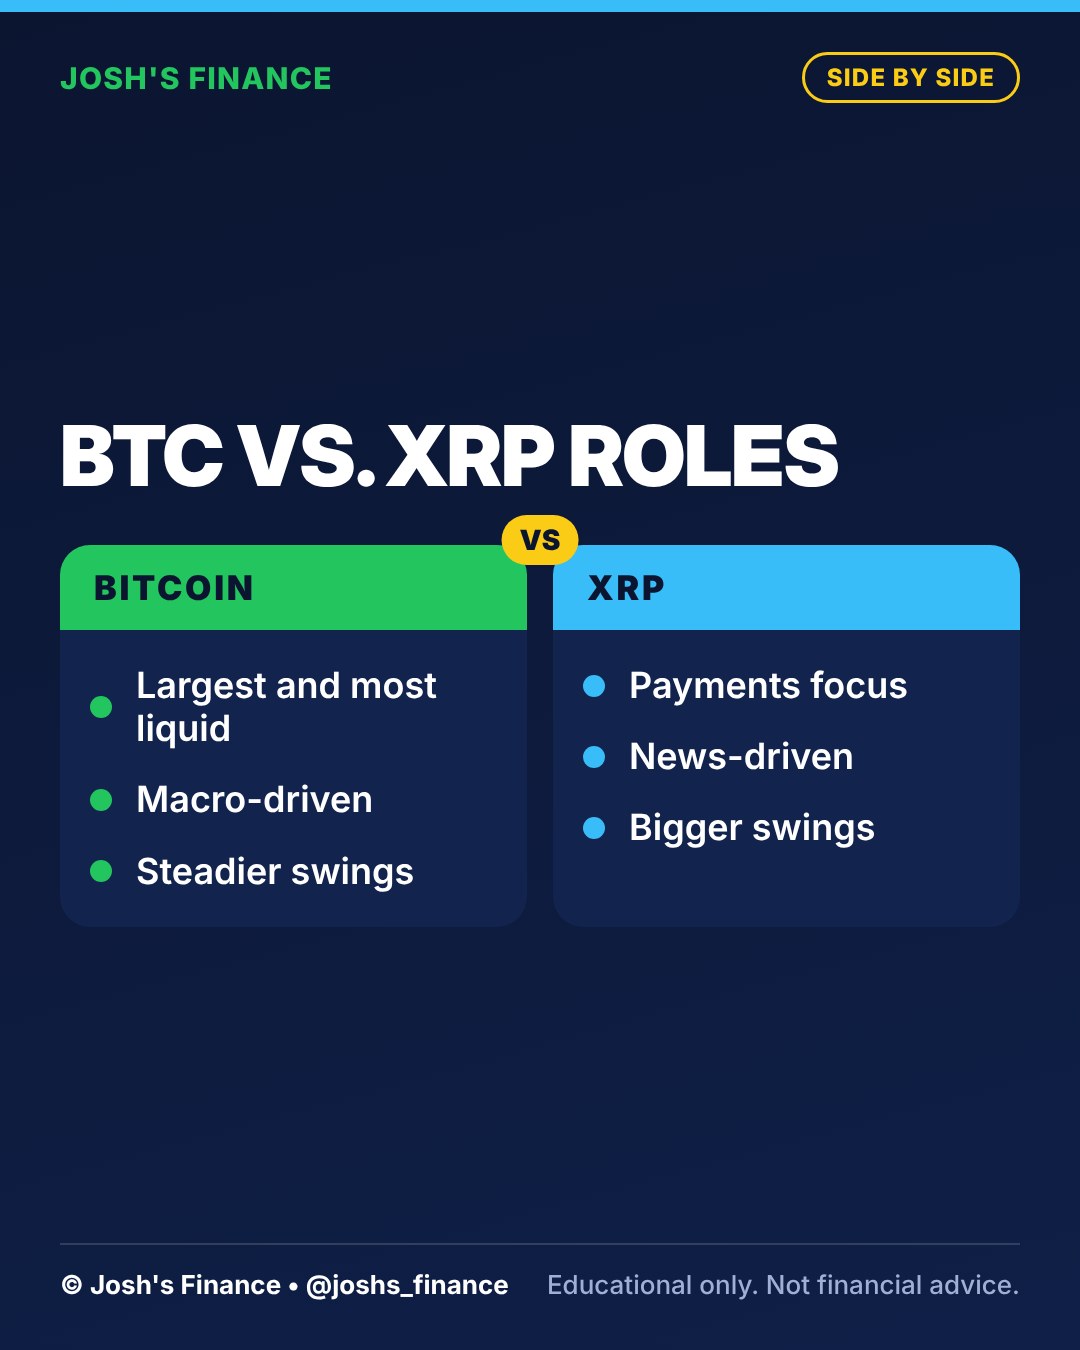 JOSH'S FINANCE
SIDE BY SIDE
BTC VS. XRP ROLES
VS
BITCOIN
Largest and most
liquid
Macro-driven
Steadier swings
XRP
Payments focus
News-driven
Bigger swings
© Josh's Finance • @joshs_finance
Educational only. Not financial advice.